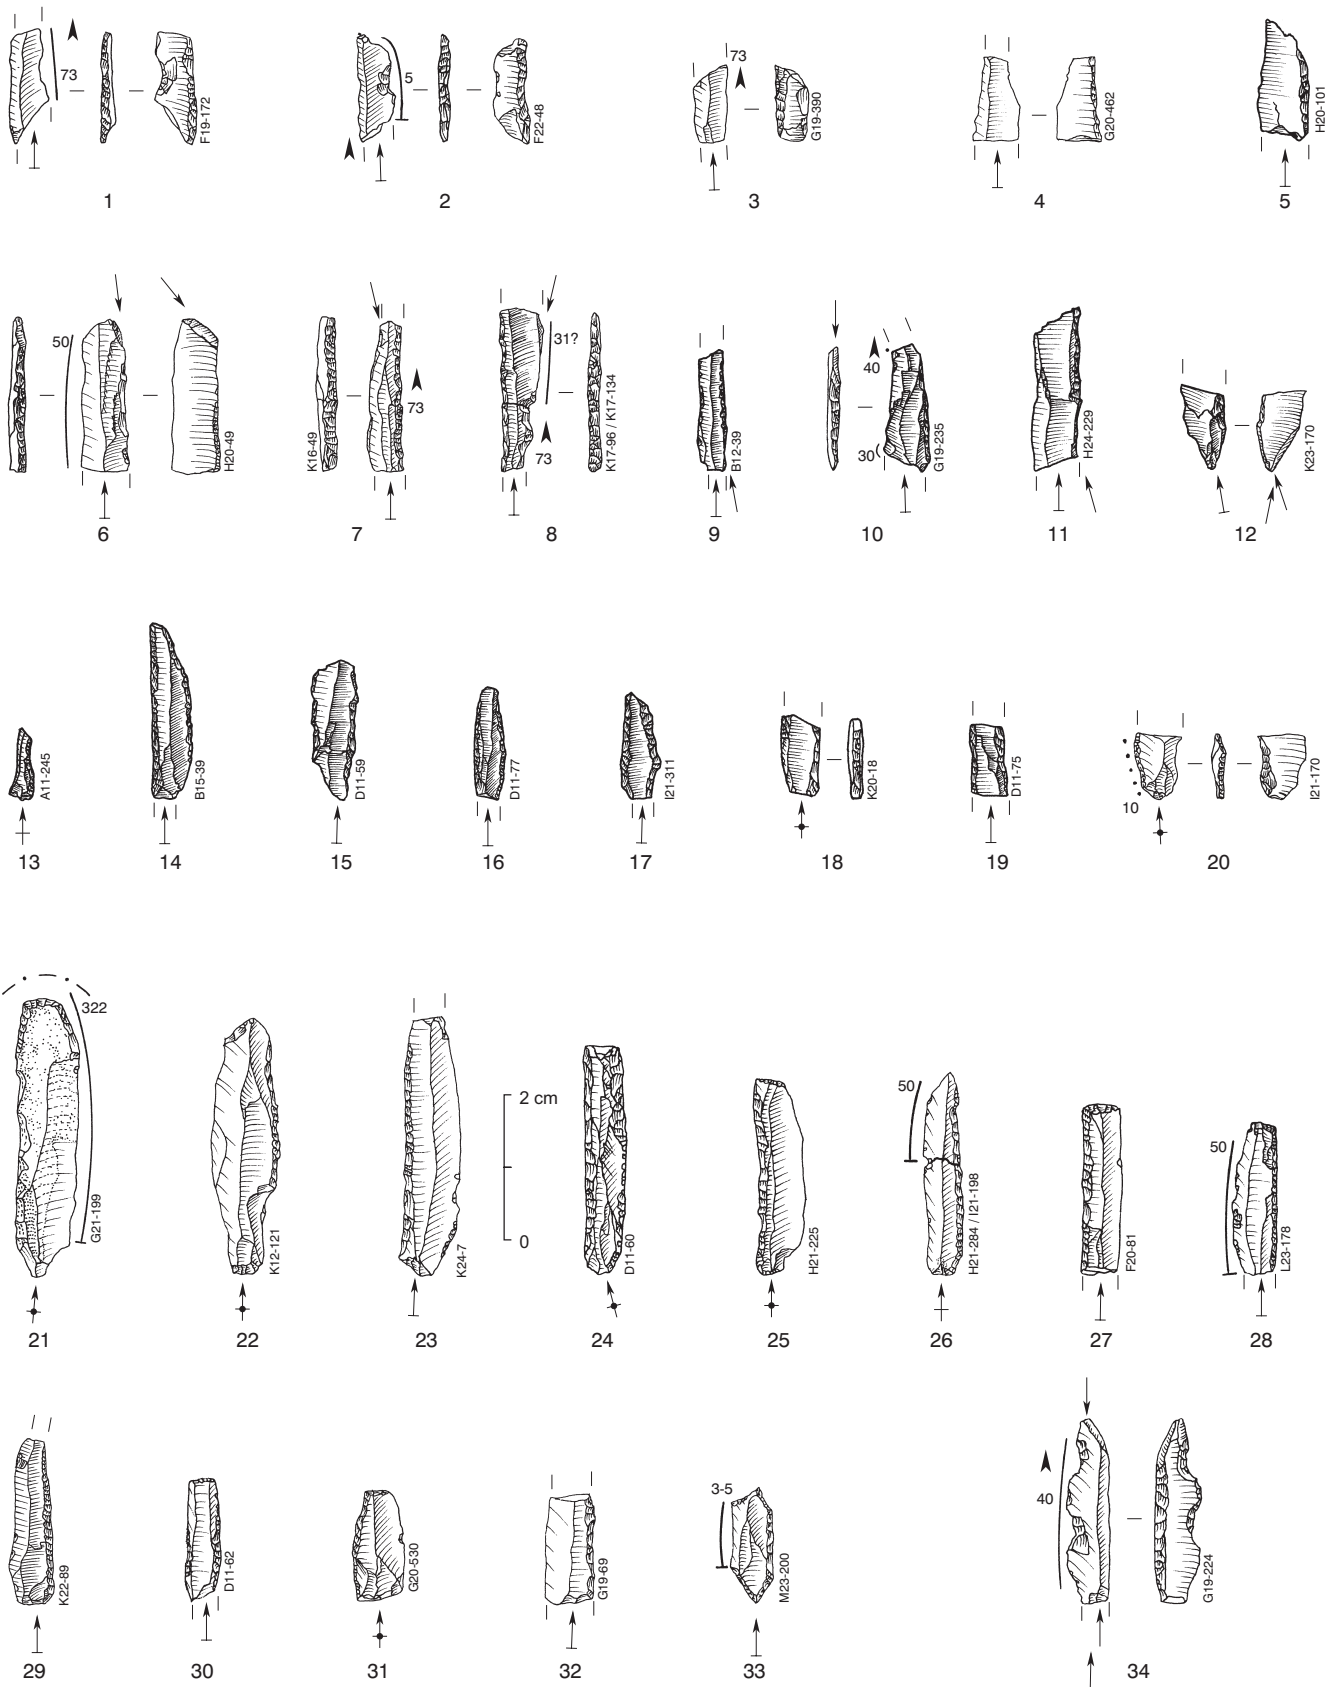 73
F19-172
1
5
F22-48
2
73
G19-390
3
G20-462
4
H20-101
5
50
H20-49
6
K16-49
73
7
31?
73
K17-96 / K17-134
8
B12-39
9
40
30
G19-235
10
H24-229
11
K23-170
12
A11-245
13
B15-39
14
D11-59
15
D11-77
16
I21-311
17
K20-18
18
D11-75
19
10
I21-170
20
322
G21-199
21
K12-121
22
K24-7
23
2 cm
0
D11-60
24
H21-225
25
50
H21-284 / I21-198
26
F20-81
27
50
L23-178
28
K22-89
29
D11-62
30
G20-530
31
G19-69
32
3-5
M23-200
33
40
G19-224
34